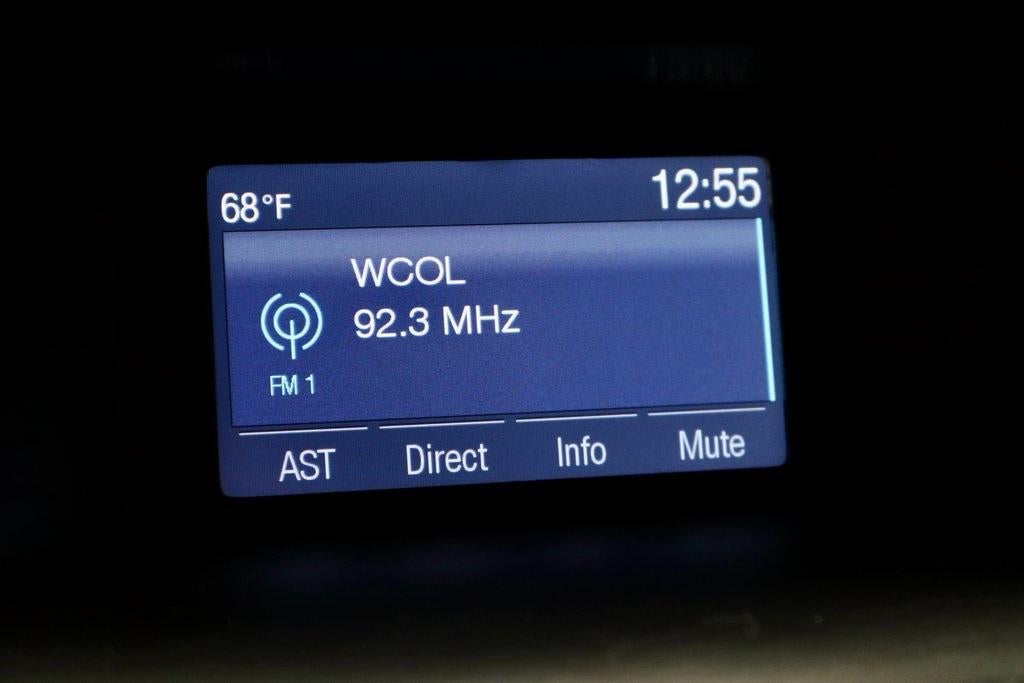 68°F 12:55
WCOL
92.3 MHz
FM 1
AST Direct Info Mute